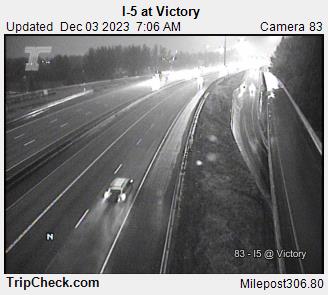 I-5 at Victory
Updated Dec 03 2023 7:06 AM Camera 83
N
83 - I5 @ Victory
TripCheck.com Milepost306.80